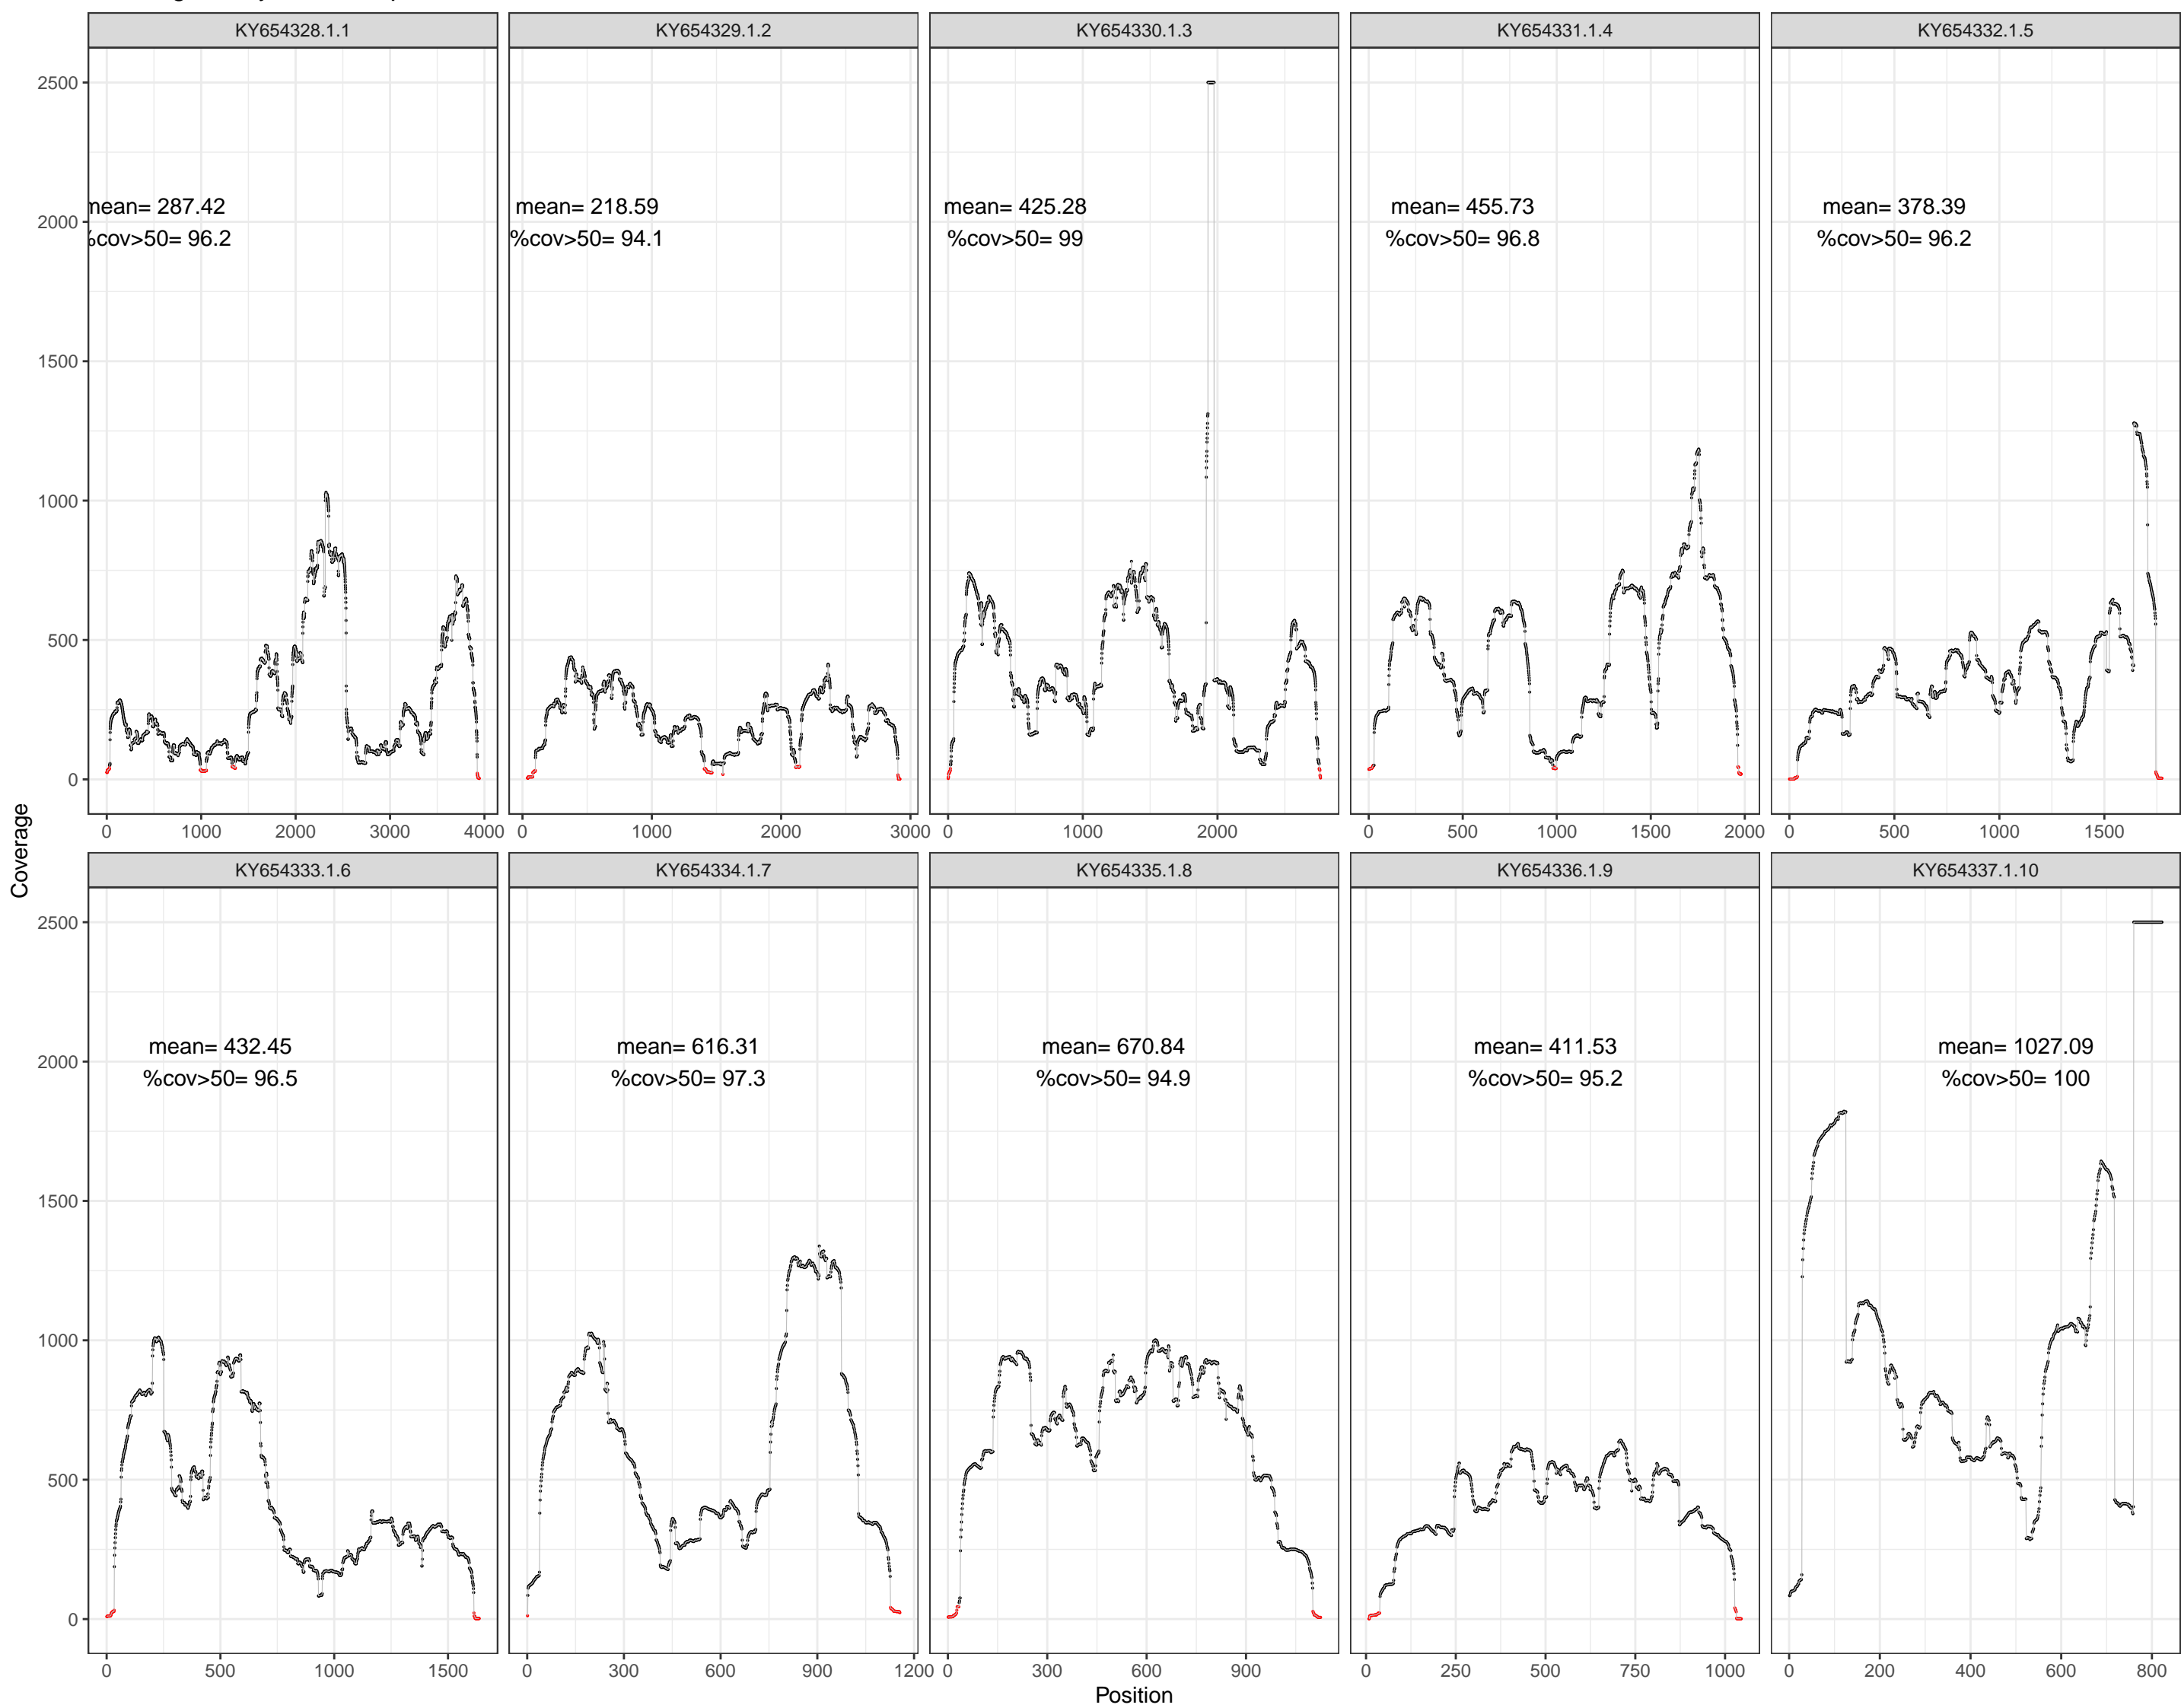 KY654328.1.1
KY654329.1.2
KY654330.1.3
KY654331.1.4
KY654332.1.5
2500
2000
1500
1000
500
0
mean= 287.42
%cov>50= 96.2
mean= 218.59
%cov>50= 94.1
mean= 425.28
%cov>50= 99
mean= 455.73
%cov>50= 96.8
mean= 378.39
%cov>50= 96.2
0 1000 2000 3000 4000
0 1000 2000 3000
0 1000 2000
0 500 1000 1500 2000
0 500 1000 1500
Coverage
KY654333.1.6
KY654334.1.7
KY654335.1.8
KY654336.1.9
KY654337.1.10
2500
2000
1500
1000
500
0
mean= 432.45
%cov>50= 96.5
mean= 616.31
%cov>50= 97.3
mean= 670.84
%cov>50= 94.9
mean= 411.53
%cov>50= 95.2
mean= 1027.09
%cov>50= 100
0 500 1000 1500
0 300 600 900 1200
0 300 600 900
0 250 500 750 1000
0 200 400 600 800
Position